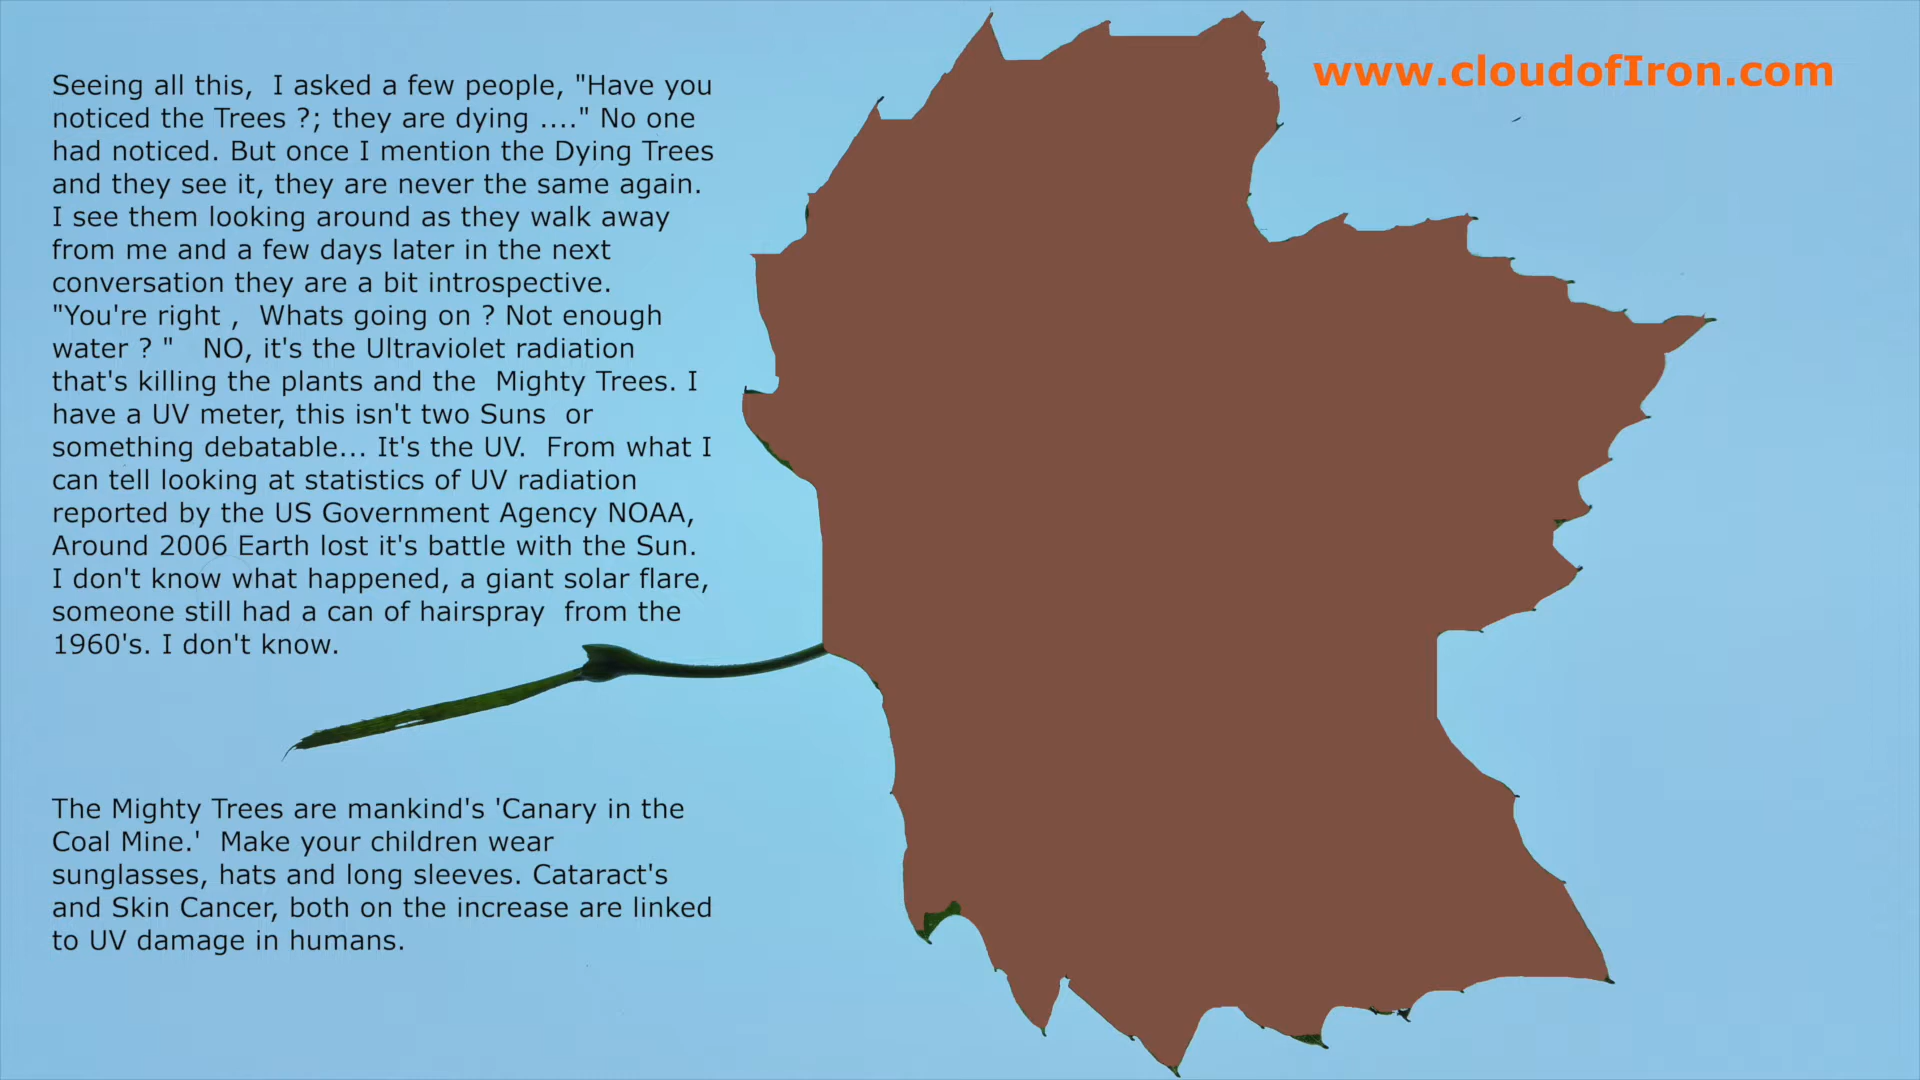 Seeing all this,  I asked a few people, "Have you
noticed the Trees ?; they are dying ...." No one
had noticed. But once I mention the Dying Trees
and they see it, they are never the same again.
I see them looking around as they walk away
from me and a few days later in the next
conversation they are a bit introspective.
"You're right ,  Whats going on ? Not enough
water ? "   NO, it's the Ultraviolet radiation
that's killing the plants and the  Mighty Trees. I
have a UV meter, this isn't two Suns  or
something debatable... It's the UV.  From what I
can tell looking at statistics of UV radiation
reported by the US Government Agency NOAA,
Around 2006 Earth lost it's battle with the Sun.
I don't know what happened, a giant solar flare,
someone still had a can of hairspray  from the
1960's. I don't know.
The Mighty Trees are mankind's 'Canary in the
Coal Mine.'  Make your children wear
sunglasses, hats and long sleeves. Cataract's
and Skin Cancer, both on the increase are linked
to UV damage in humans.
www.cloudofIron.com